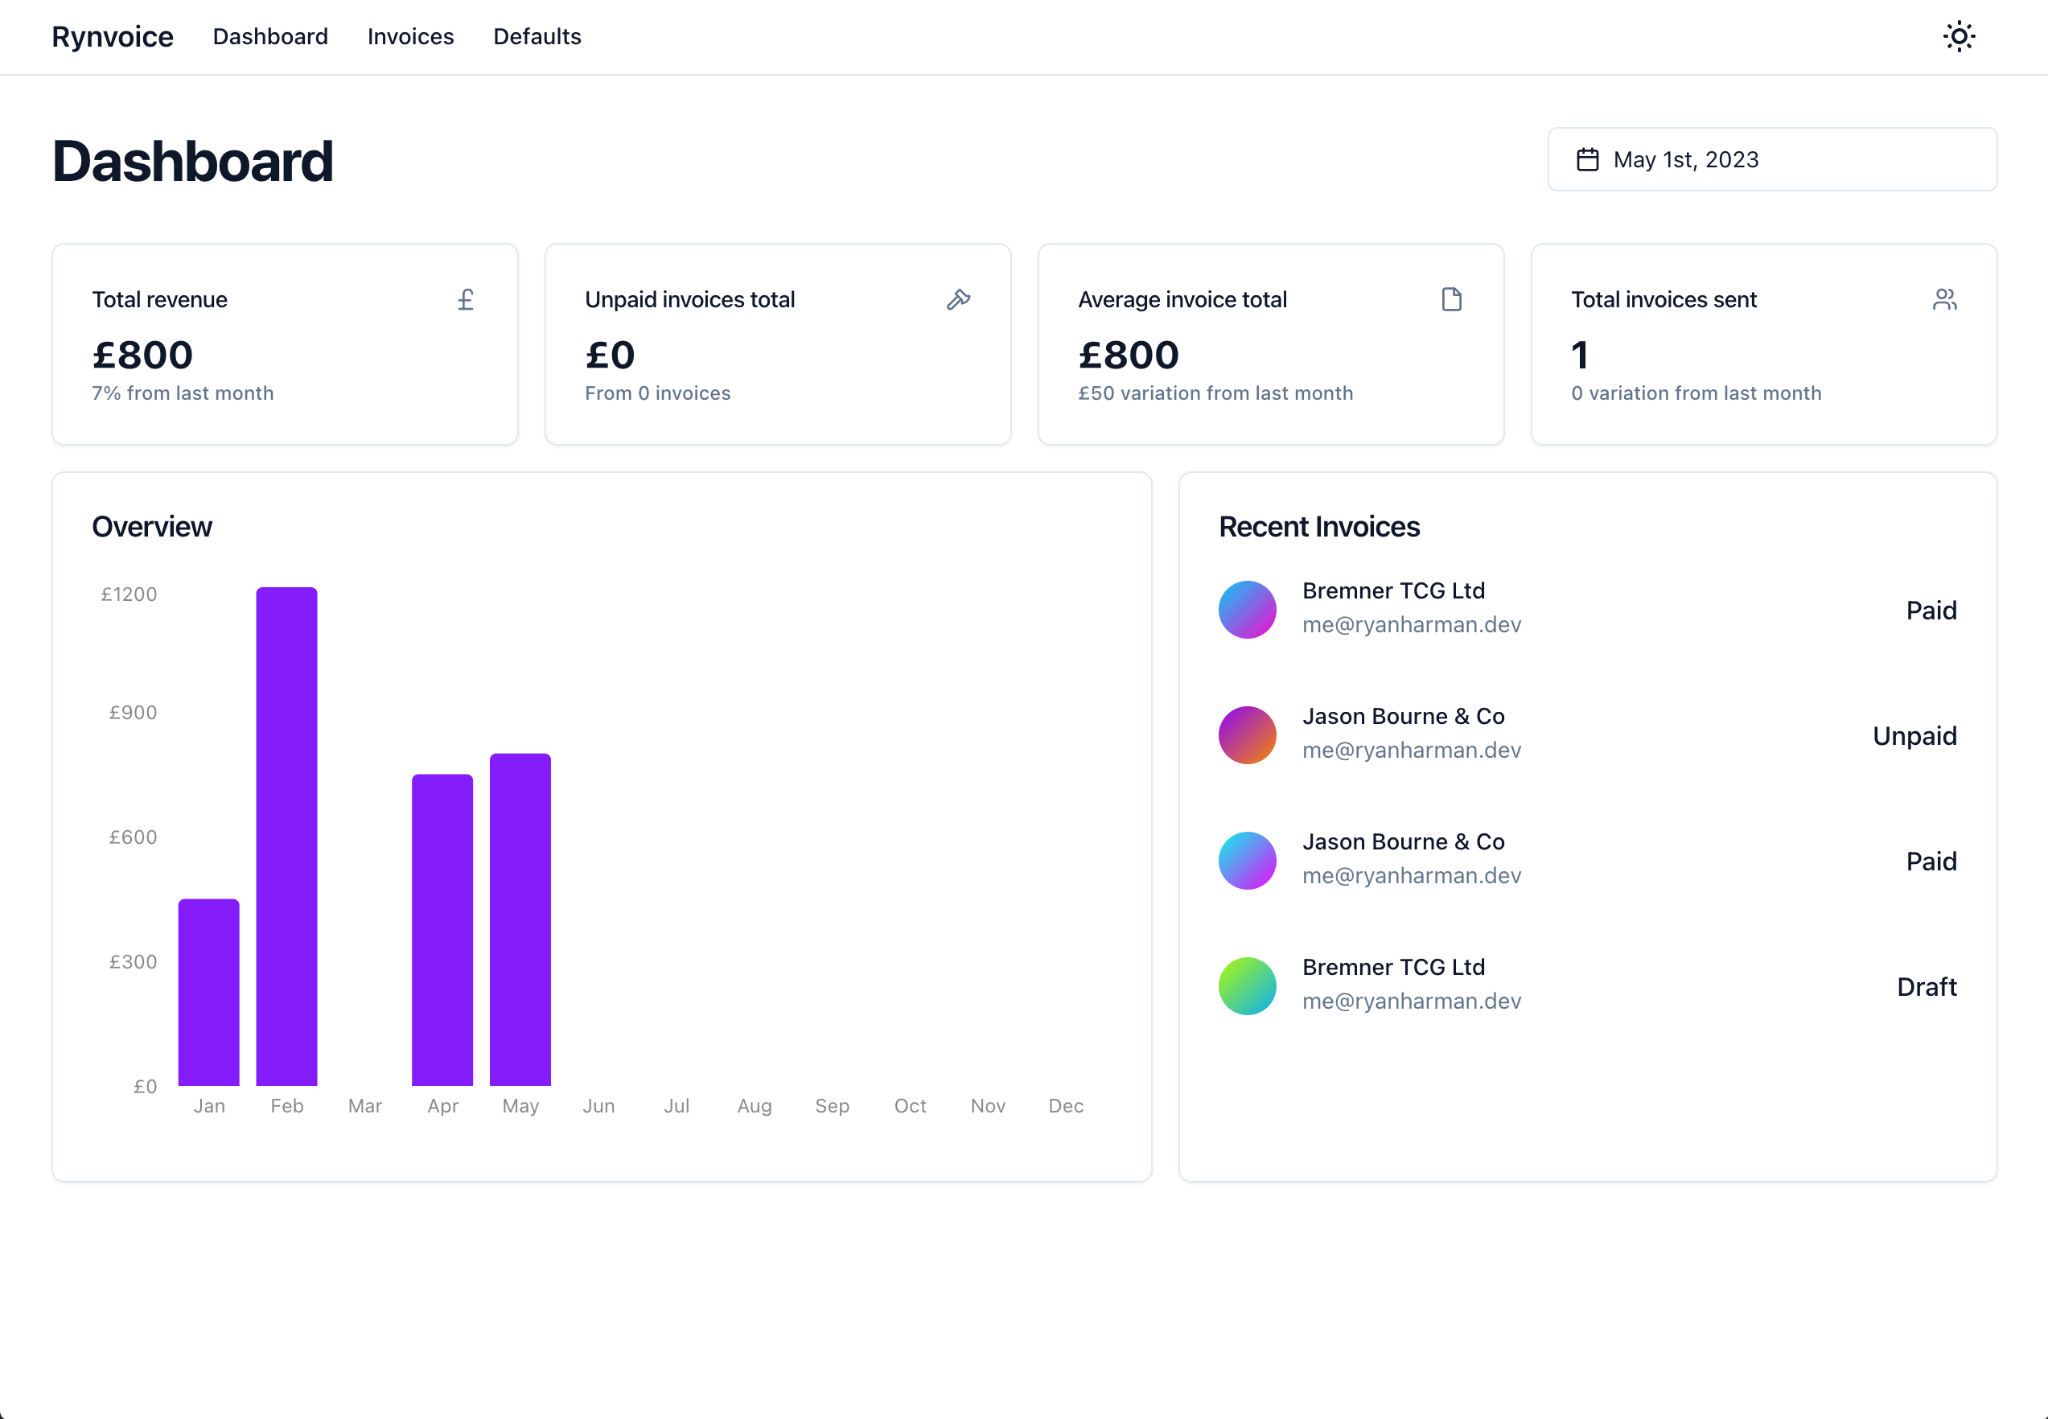 Rynvoice Dashboard Invoices Defaults
Dashboard
May 1st, 2023
Total revenue
£800
7% from last month
Unpaid invoices total
£0
From 0 invoices
Average invoice total
£800
£50 variation from last month
Total invoices sent
1
0 variation from last month
Overview
£1200
£900
£600
£300
£0
Jan Feb Mar Apr May Jun Jul Aug Sep Oct Nov Dec
Recent Invoices
Bremner TCG Ltd
me@ryanharman.dev
Paid
Jason Bourne & Co
me@ryanharman.dev
Unpaid
Jason Bourne & Co
me@ryanharman.dev
Paid
Bremner TCG Ltd
me@ryanharman.dev
Draft